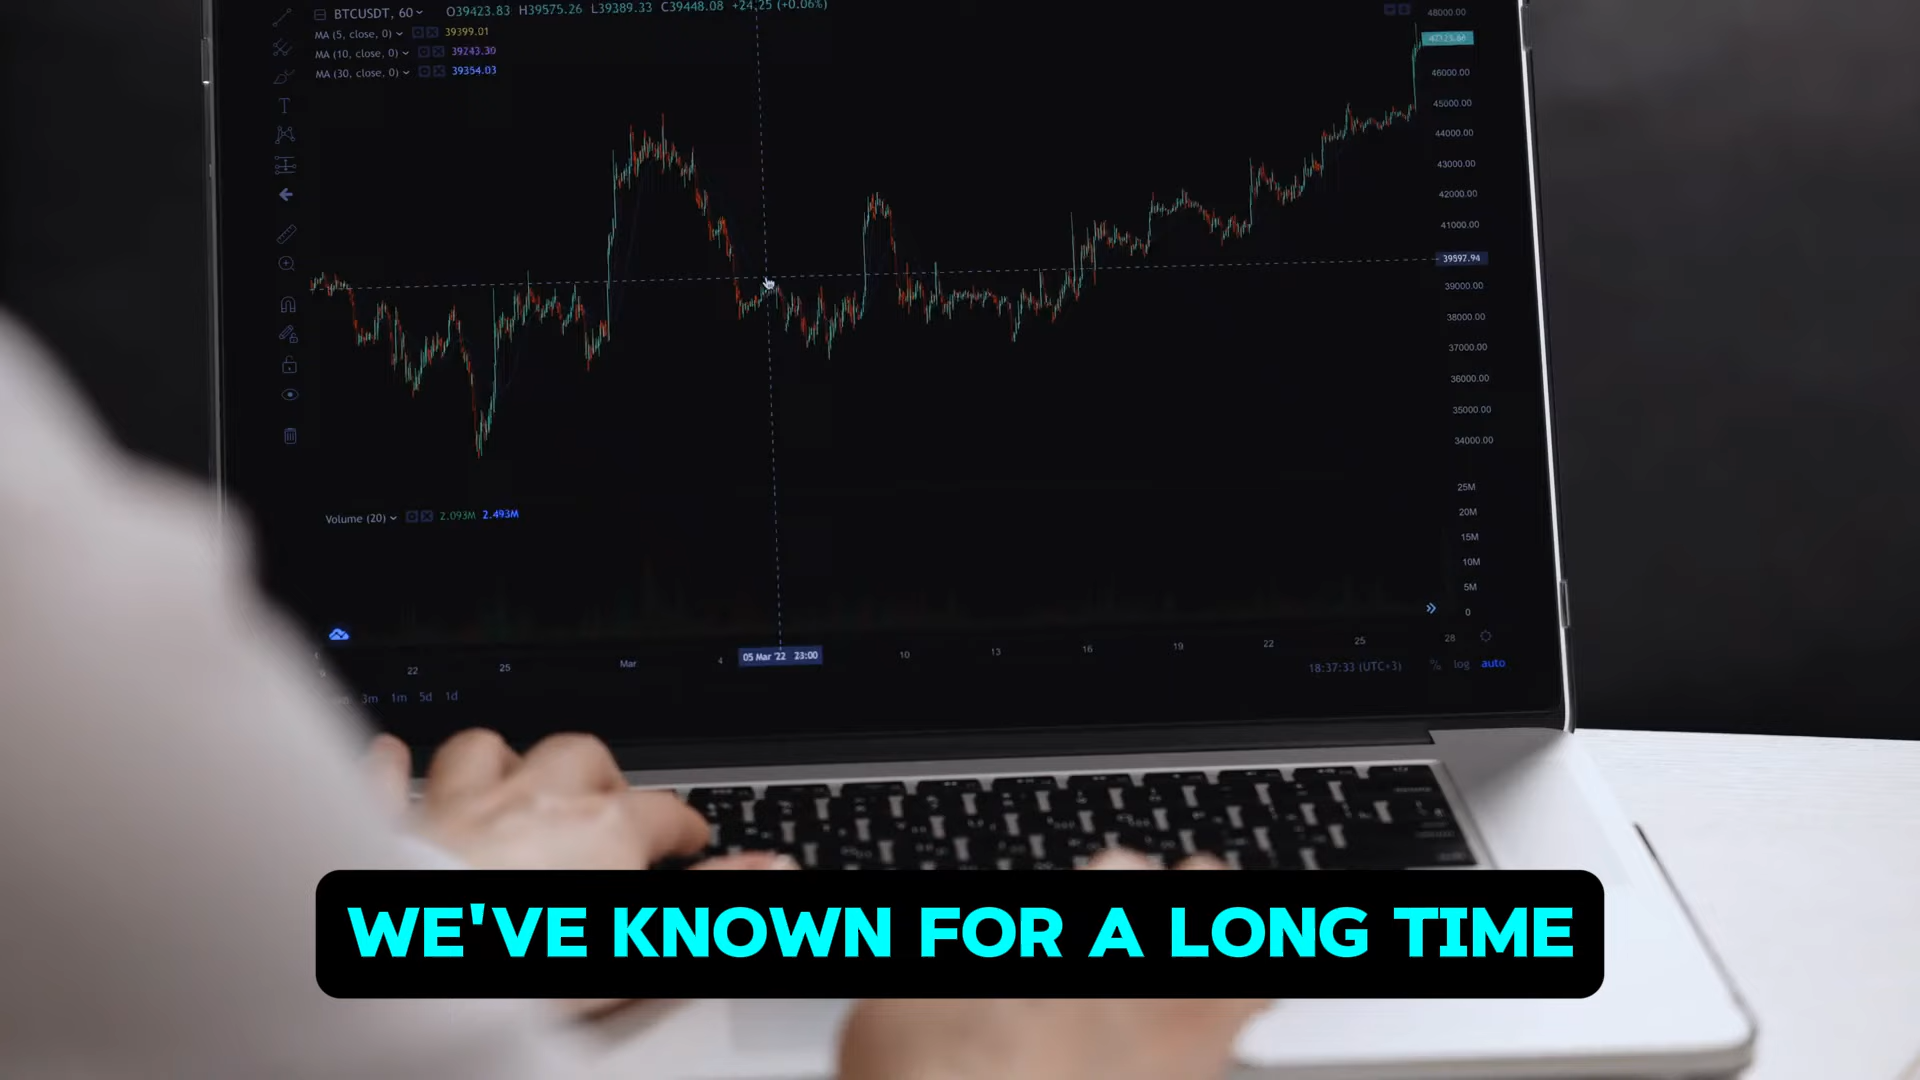 BTCUSDT, 60 O39423.83 H39575.26 L39389.33 C39448.08 +24.25 (+0.06%)
MA (5, close, 0) 39399.01
MA (10, close, 0) 39243.30
MA (30, close, 0) 39354.03
48000.00
47323.66
46000.00
45000.00
44000.00
43000.00
42000.00
41000.00
39597.94
39000.00
38000.00
37000.00
36000.00
35000.00
34000.00
Volume (20) 2.093M 2.493M
25M
20M
15M
10M
5M
0
22 25 Mar 4 05 Mar '22 23:00 10 13 16 19 22 25 28
3m 1m 5d 1d
18:37:33 (UTC+3) % log auto
WE'VE KNOWN FOR A LONG TIME